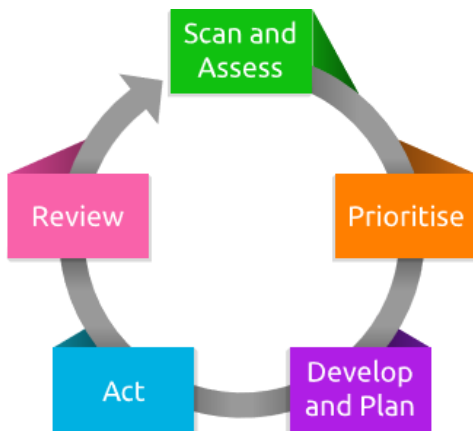 Scan and
Assess
Prioritise
Develop
and Plan
Act
Review